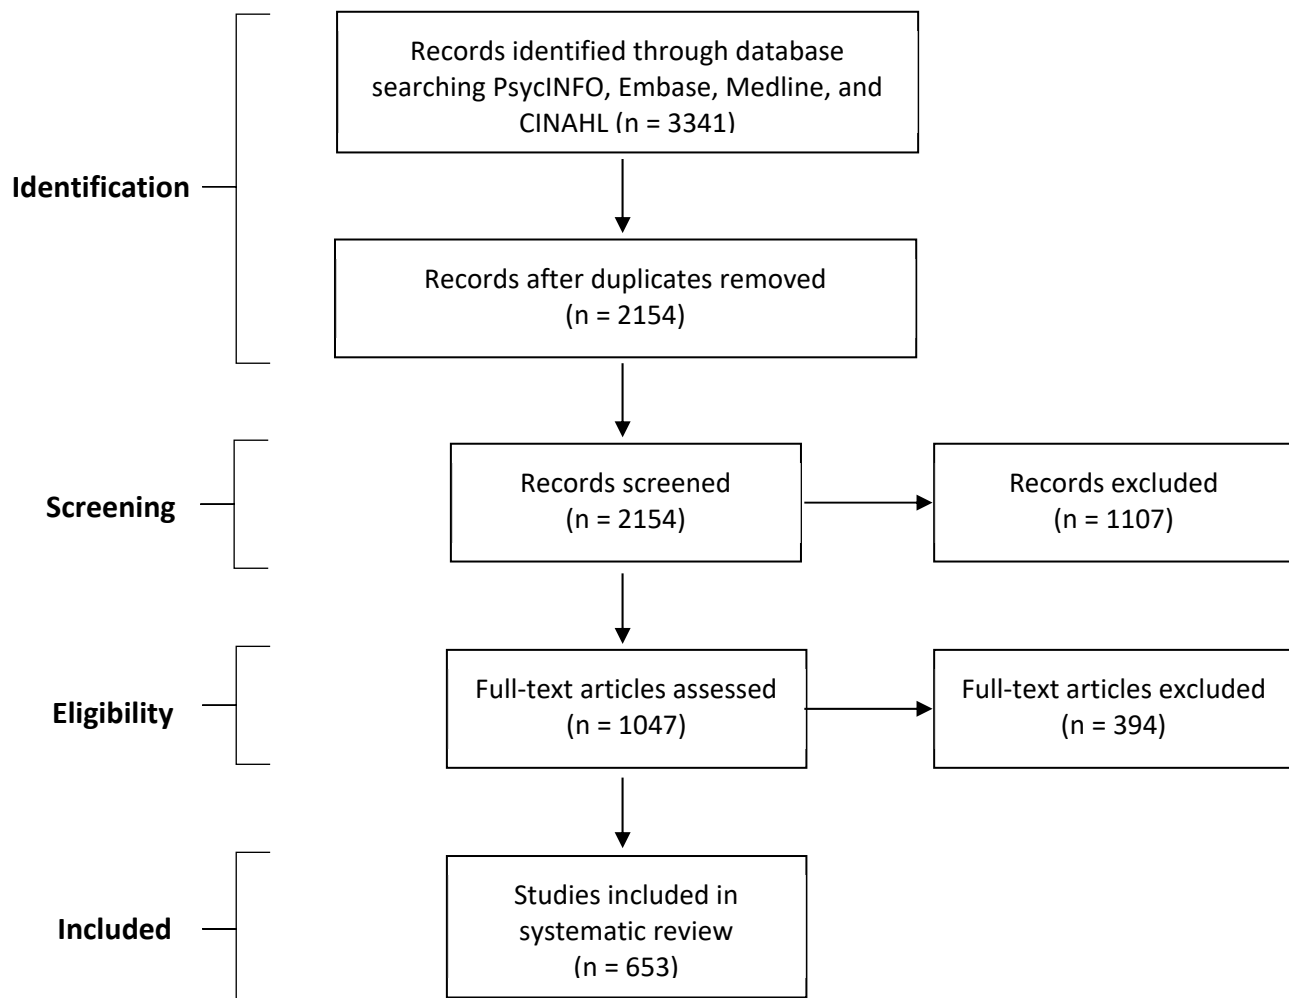 Records identified through database
searching PsycINFO, Embase, Medline, and
CINAHL (n = 3341)
Identification
Records after duplicates removed
(n = 2154)
Screening
Records screened
(n = 2154)
Records excluded
(n = 1107)
Eligibility
Full-text articles assessed
(n = 1047)
Full-text articles excluded
(n = 394)
Included
Studies included in
systematic review
(n = 653)